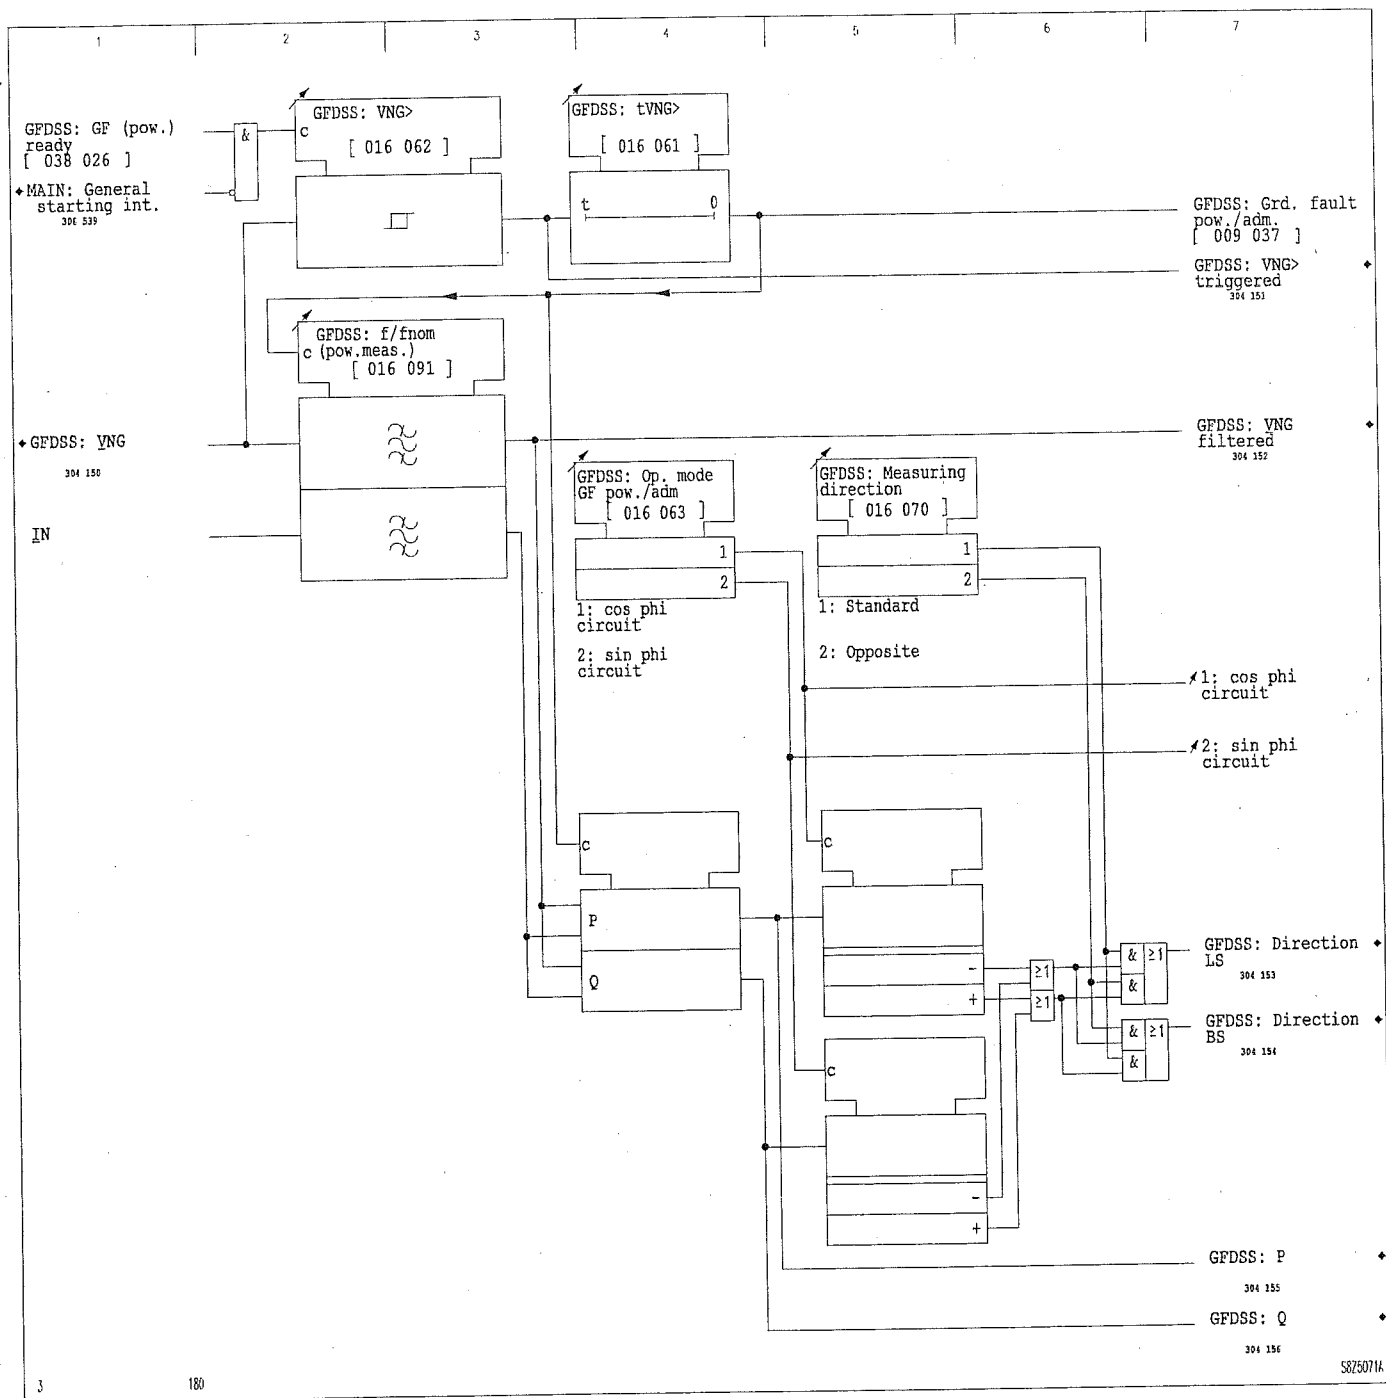 1 2 3 4 5 6 7
GFDSS: GF (pow.)
ready
[ 038 026 ]
MAIN: General
starting int.
306 539
&
GFDSS: VNG>
c
[ 016 062 ]
GFDSS: tVNG>
[ 016 061 ]
t 0
GFDSS: Grd. fault
pow./adm.
[ 009 037 ]
GFDSS: VNG>
triggered
304 151
GFDSS: f/fnom
c (pow.meas.)
[ 016 091 ]
GFDSS: VNG
304 150
IN
GFDSS: VNG
filtered
304 152
GFDSS: Op. mode
GF pow./adm
[ 016 063 ]
1
2
1: cos phi
circuit
2: sin phi
circuit
GFDSS: Measuring
direction
[ 016 070 ]
1
2
1: Standard
2: Opposite
1: cos phi
circuit
2: sin phi
circuit
c
P
Q
c
-
+
≥1
≥1
& ≥1
&
GFDSS: Direction
LS
304 153
& ≥1
&
GFDSS: Direction
BS
304 154
c
-
+
GFDSS: P
304 155
GFDSS: Q
304 156
3 180
S8Z5071A